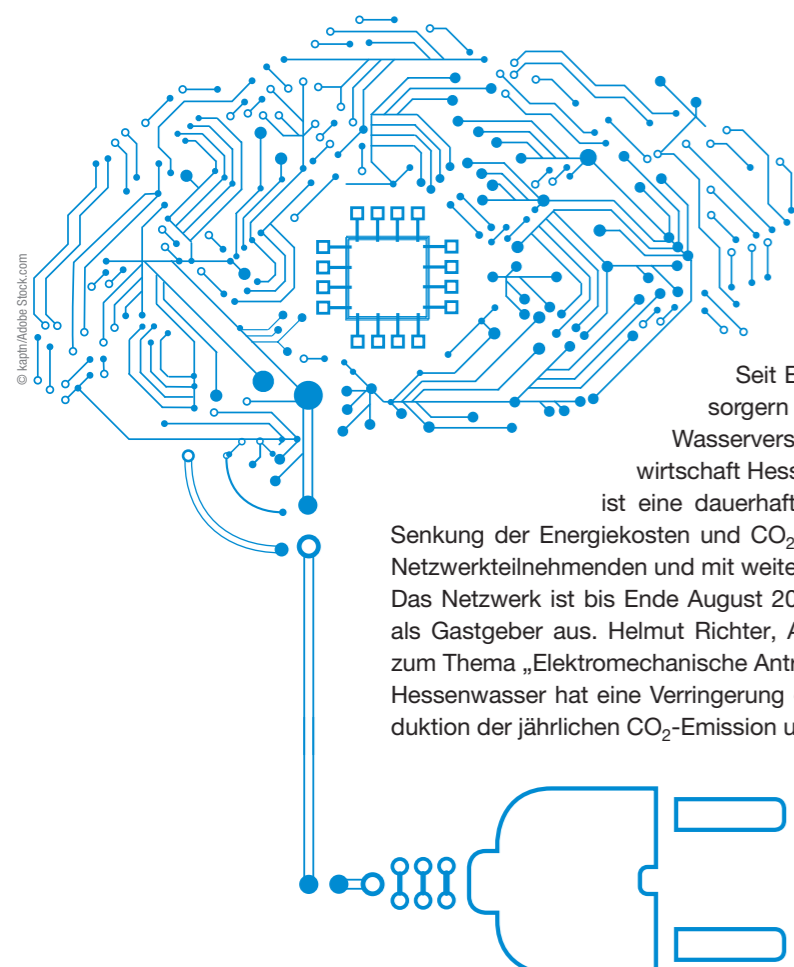 © kaptn/Adobe Stock.com
Seit E
sorgern
Wasservers
wirtschaft Hess
ist eine dauerhaft
Senkung der Energiekosten und CO₂
Netzwerkteilnehmenden und mit weite
Das Netzwerk ist bis Ende August 20
als Gastgeber aus. Helmut Richter, A
zum Thema „Elektromechanische Antr
Hessenwasser hat eine Verringerung
duktion der jährlichen CO₂-Emission u